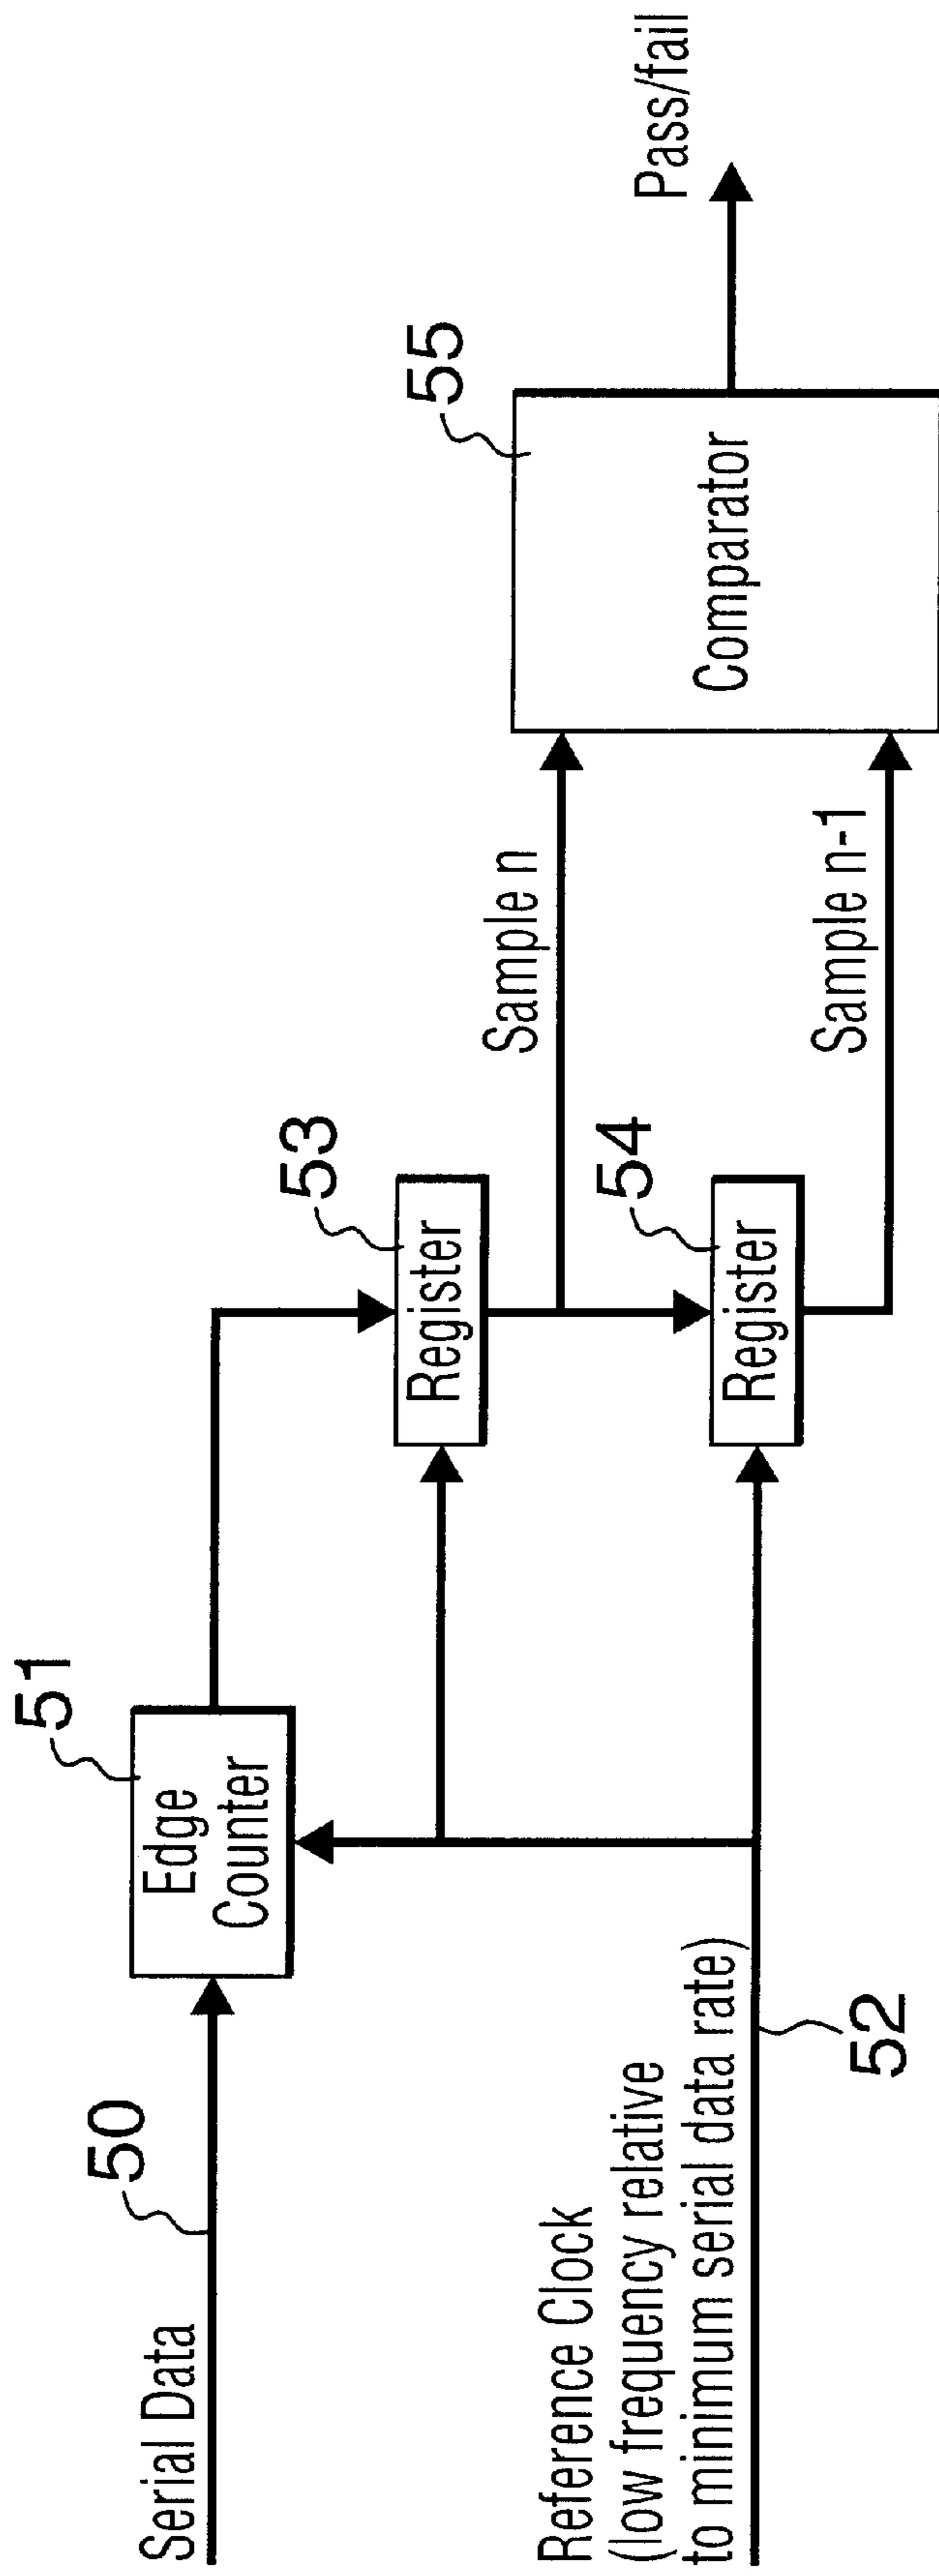 Serial Data
50
Edge
Counter
51
Reference Clock
(low frequency relative
to minimum serial data rate)
52
Register
53
Register
54
Sample n
Sample n-1
Comparator
55
Pass/fail